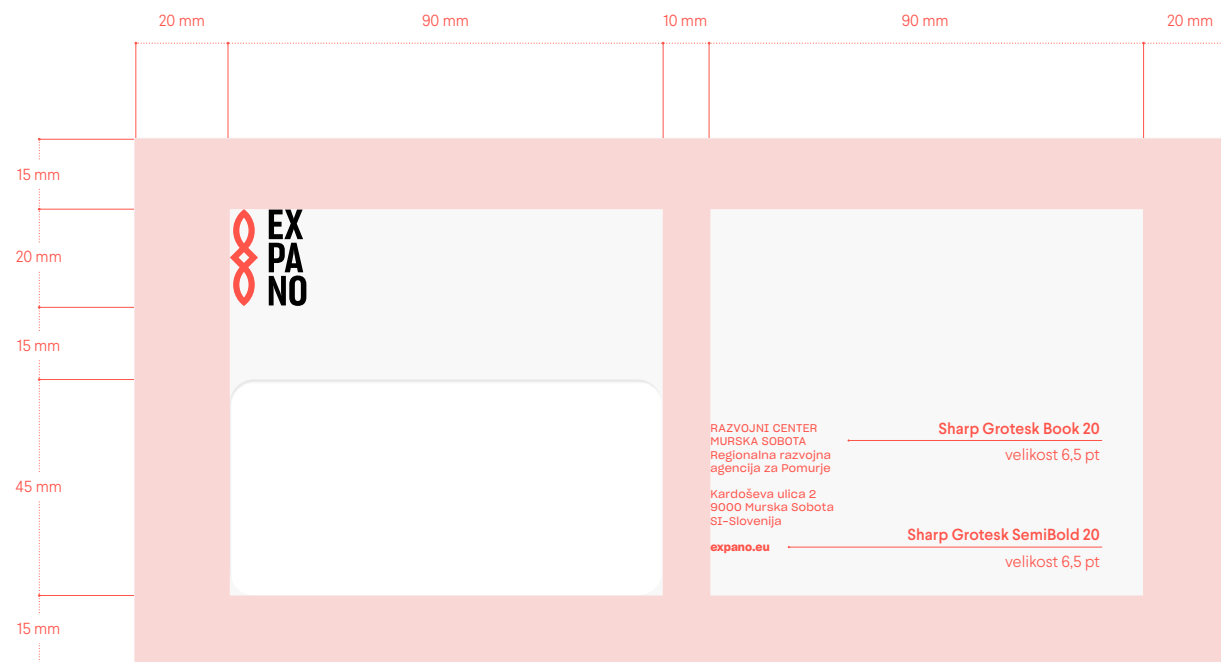 20 mm
90 mm
10 mm
90 mm
20 mm
15 mm
20 mm
15 mm
45 mm
15 mm
EX
PA
NO
RAZVOJNI CENTER
MURSKA SOBOTA
Regionalna razvojna
agencija za Pomurje
Kardoševa ulica 2
9000 Murska Sobota
SI-Slovenija
expano.eu
Sharp Grotesk Book 20
velikost 6,5 pt
Sharp Grotesk SemiBold 20
velikost 6,5 pt